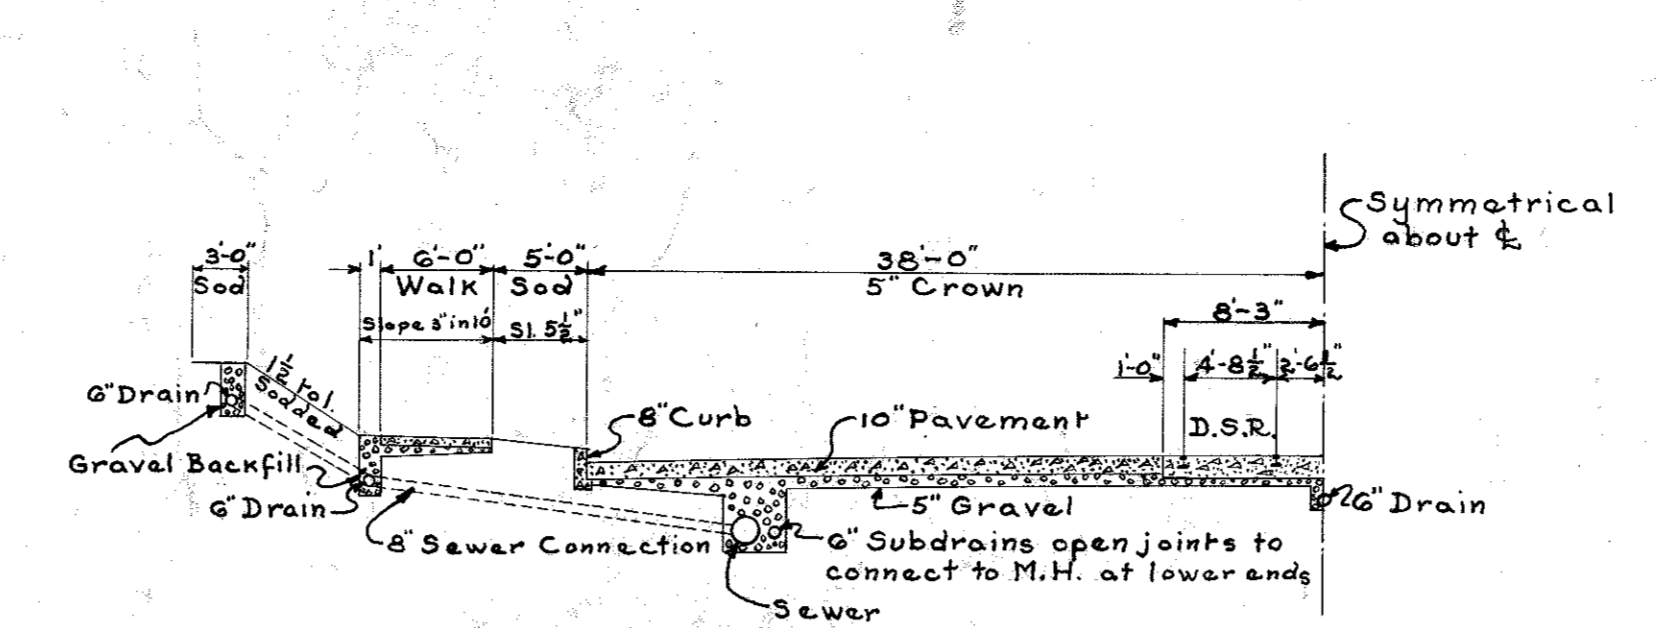 Symmetrical
about ℄
3'-0"
Sod
1'
6'-0"
Walk
Slope 3" in 10'
5'-0"
Sod
Sl. 5½"
38'-0"
5" Crown
8'-3"
1'-0"
4'-8½"
2'-6½"
D.S.R.
1½ to 1.
Sodded
6" Drain
Gravel Backfill
6" Drain
8" Sewer Connection
8" Curb
10" Pavement
5" Gravel
6" Drain
6" Subdrains open joints to
connect to M.H. at lower ends
Sewer